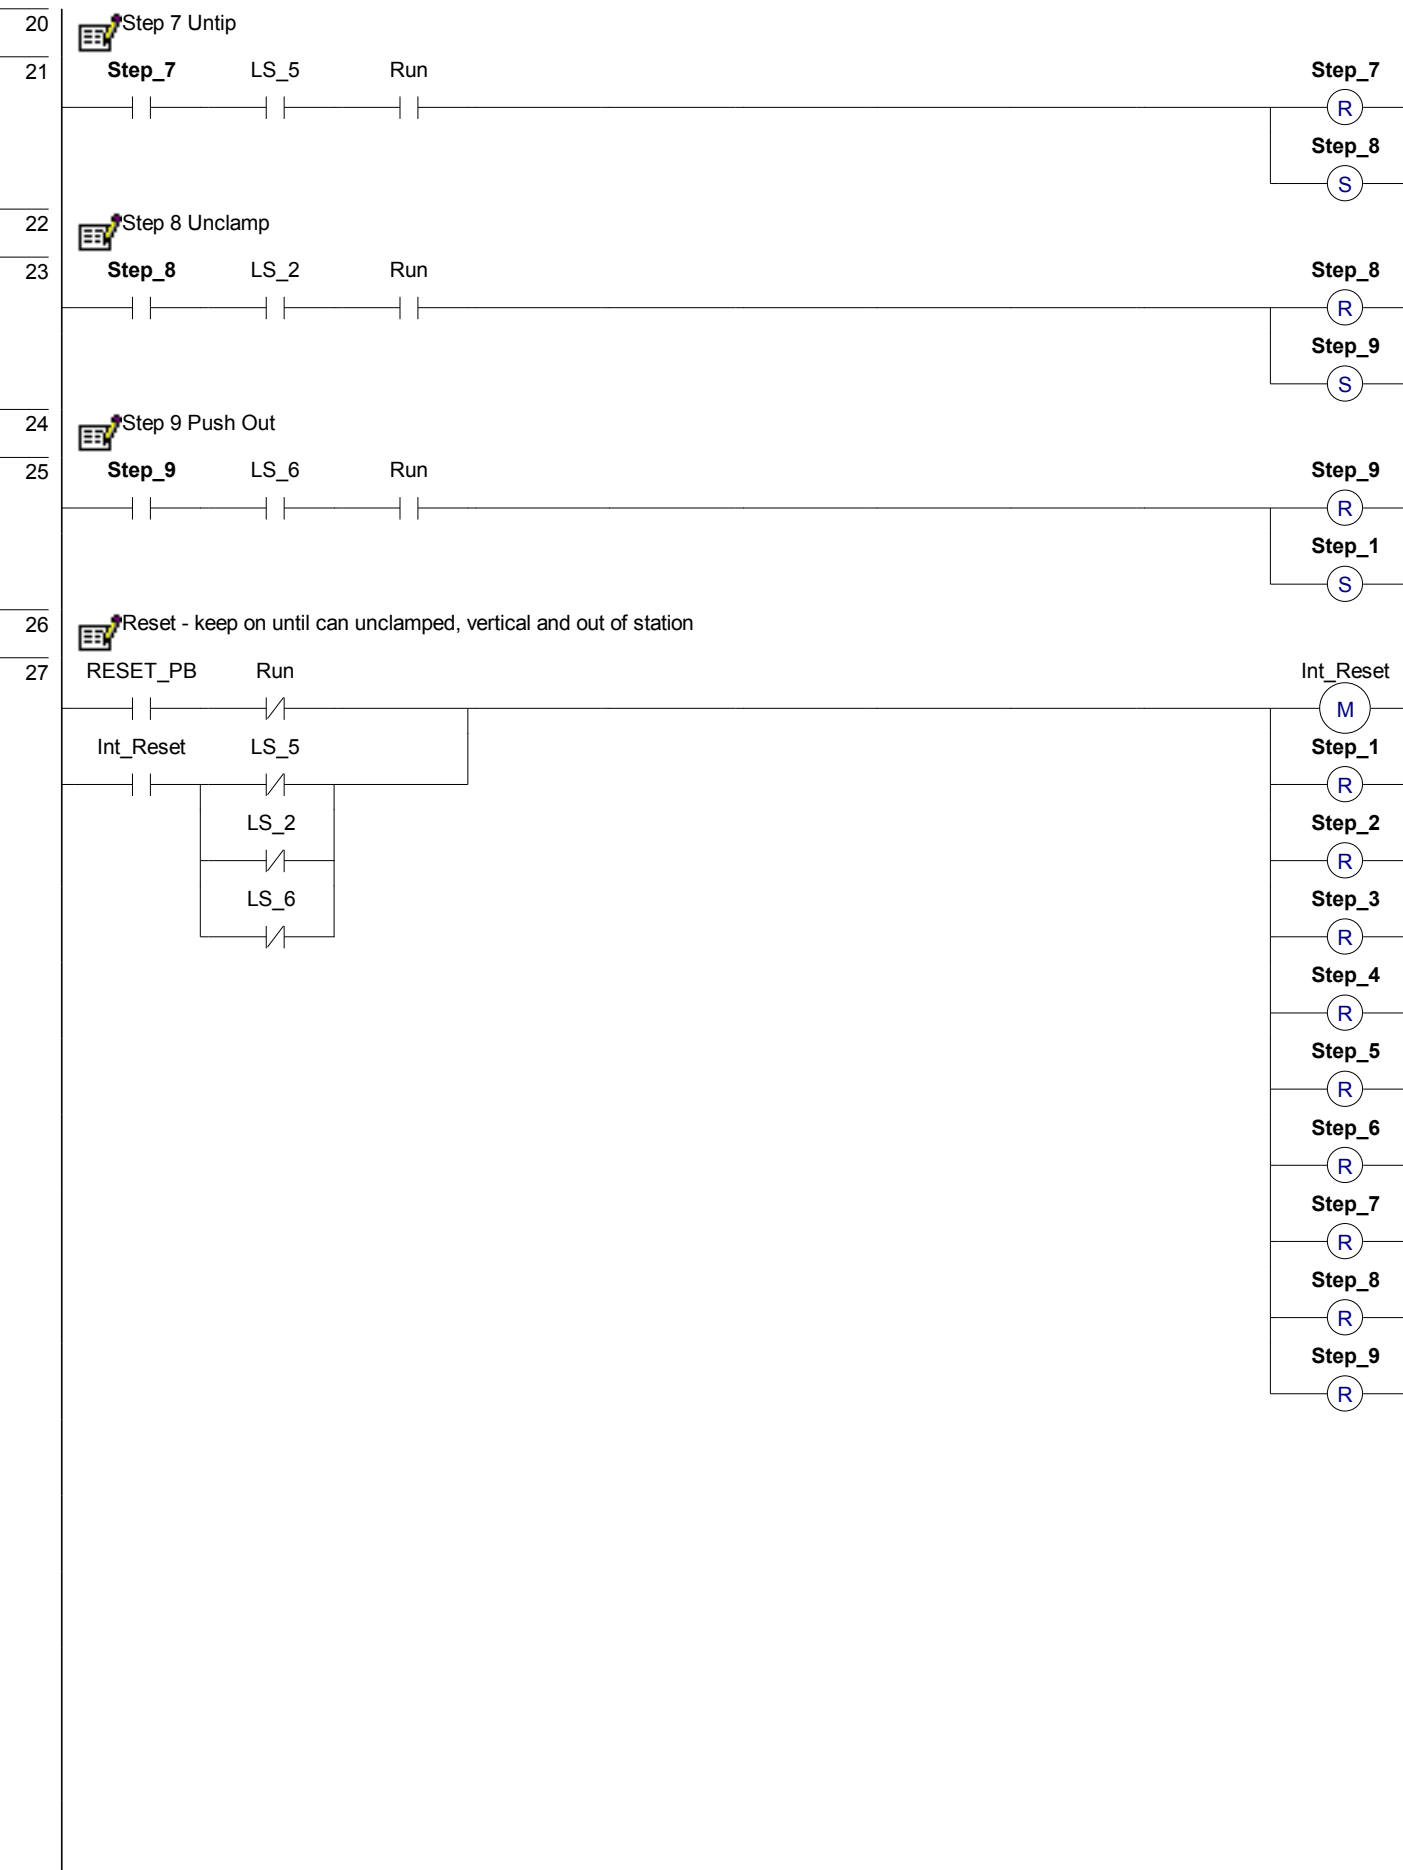 20 Step 7 Untip
21 Step_7 LS_5 Run Step_7
R
Step_8
S
22 Step 8 Unclamp
23 Step_8 LS_2 Run Step_8
R
Step_9
S
24 Step 9 Push Out
25 Step_9 LS_6 Run Step_9
R
Step_1
S
26 Reset - keep on until can unclamped, vertical and out of station
27 RESET_PB Run Int_Reset
M
Int_Reset LS_5 Step_1
R
LS_2 Step_2
R
LS_6 Step_3
R
Step_4
R
Step_5
R
Step_6
R
Step_7
R
Step_8
R
Step_9
R